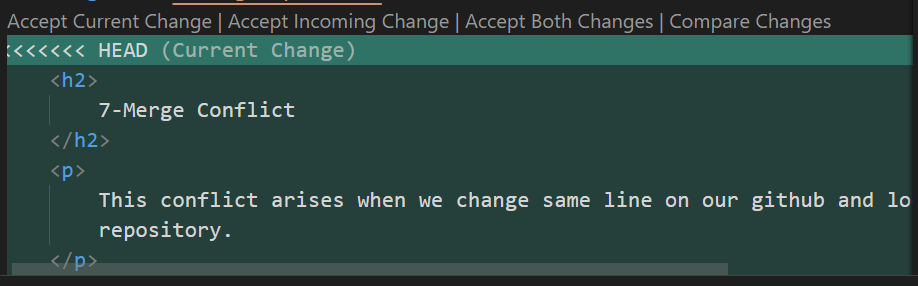 Accept Current Change | Accept Incoming Change | Accept Both Changes | Compare Changes
<<<<<<< HEAD (Current Change)
<h2>
7-Merge Conflict
</h2>
<p>
This conflict arises when we change same line on our github and lo
repository.
</p>